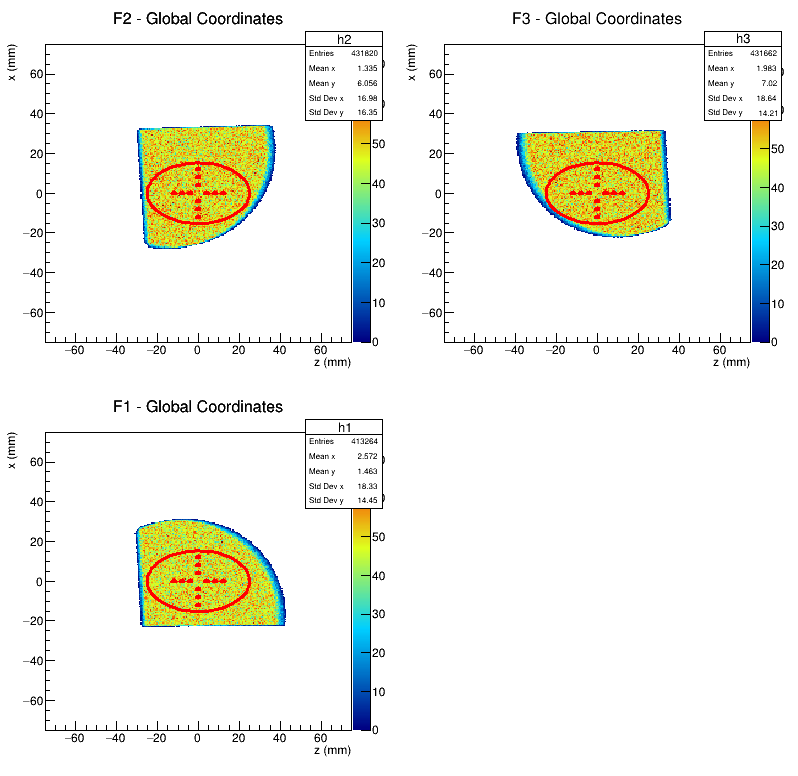 F2 - Global Coordinates
h2
Entries 431820
Mean x 1.335
Mean y 6.056
Std Dev x 16.98
Std Dev y 16.35
x (mm)
60
40
20
0
−20
−40
−60
−60 −40 −20 0 20 40 60
z (mm)
50
40
30
20
10
0
F3 - Global Coordinates
h3
Entries 431662
Mean x 1.983
Mean y 7.02
Std Dev x 18.64
Std Dev y 14.21
x (mm)
60
40
20
0
−20
−40
−60
−60 −40 −20 0 20 40 60
z (mm)
50
40
30
20
10
0
F1 - Global Coordinates
h1
Entries 413264
Mean x 2.572
Mean y 1.463
Std Dev x 18.33
Std Dev y 14.45
x (mm)
60
40
20
0
−20
−40
−60
−60 −40 −20 0 20 40 60
z (mm)
50
40
30
20
10
0